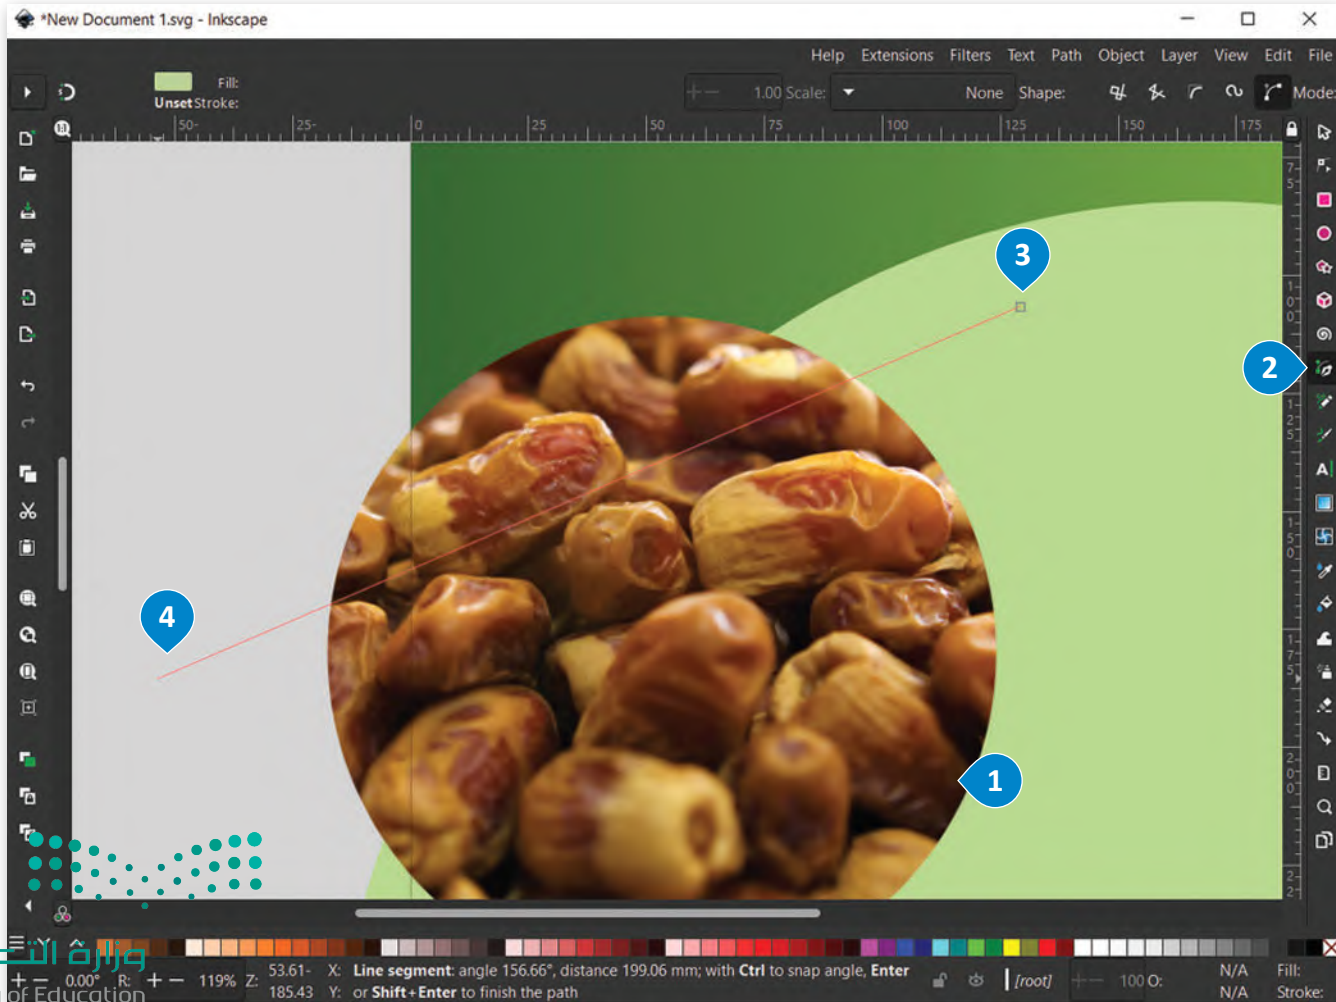 *New Document 1.svg - Inkscape
Help Extensions Filters Text Path Object Layer View Edit File
Fill:
Unset Stroke:
1.00 Scale: None Shape: Mode:
50- 25- 0 25 50 75 100 125 150 175
3
2
4
1
0.00° R: 119% Z:
53.61- X: Line segment: angle 156.66°, distance 199.06 mm; with Ctrl to snap angle, Enter
185.43 Y: or Shift+Enter to finish the path
[root] 100 O: N/A Fill:
N/A Stroke:
وزارة التـ
of Education